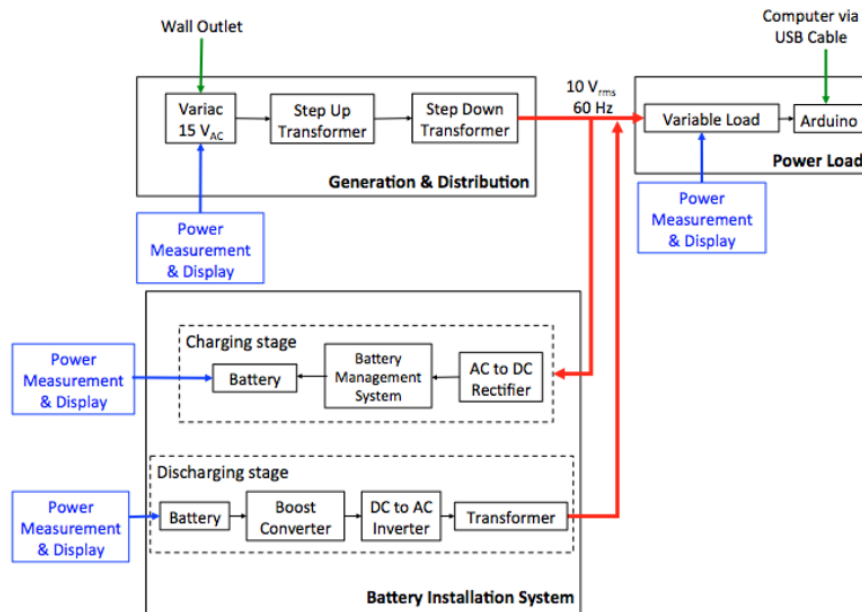 Wall Outlet
Computer via
USB Cable
Variac
15 V_AC
Step Up
Transformer
Step Down
Transformer
Generation & Distribution
10 V_rms
60 Hz
Variable Load
Arduino
Power Load
Power
Measurement
& Display
Power
Measurement
& Display
Charging stage
Power
Measurement
& Display
Battery
Battery
Management
System
AC to DC
Rectifier
Discharging stage
Power
Measurement
& Display
Battery
Boost
Converter
DC to AC
Inverter
Transformer
Battery Installation System